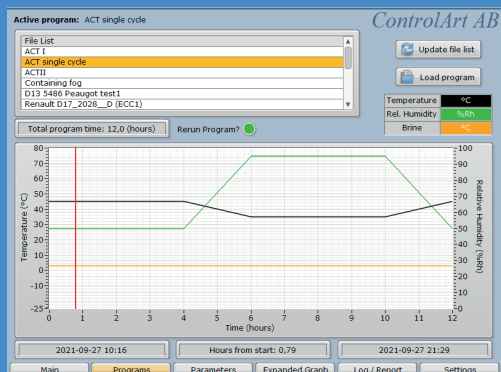 Active program: ACT single cycle
ControlArt AB
File List
ACT I
ACT single cycle
ACTII
Containing fog
D13 5486 Peaugot test1
Renault D17_2028__D (ECC1)
Update file list
Load program
Temperature ºC
Rel. Humidity %Rh
Brine ºC
Total program time: 12,0 (hours)
Rerun Program?
80
70
60
50
40
30
20
10
0
-10
-25
Temperature (ºC)
100
90
80
70
60
50
40
30
20
10
0
Relative Humidity (%Rh)
0 1 2 3 4 5 6 7 8 9 10 11 12
Time (hours)
2021-09-27 10:16
Hours from start: 0,79
2021-09-27 21:29
Main
Programs
Parameters
Expanded Graph
Log / Report
Settings